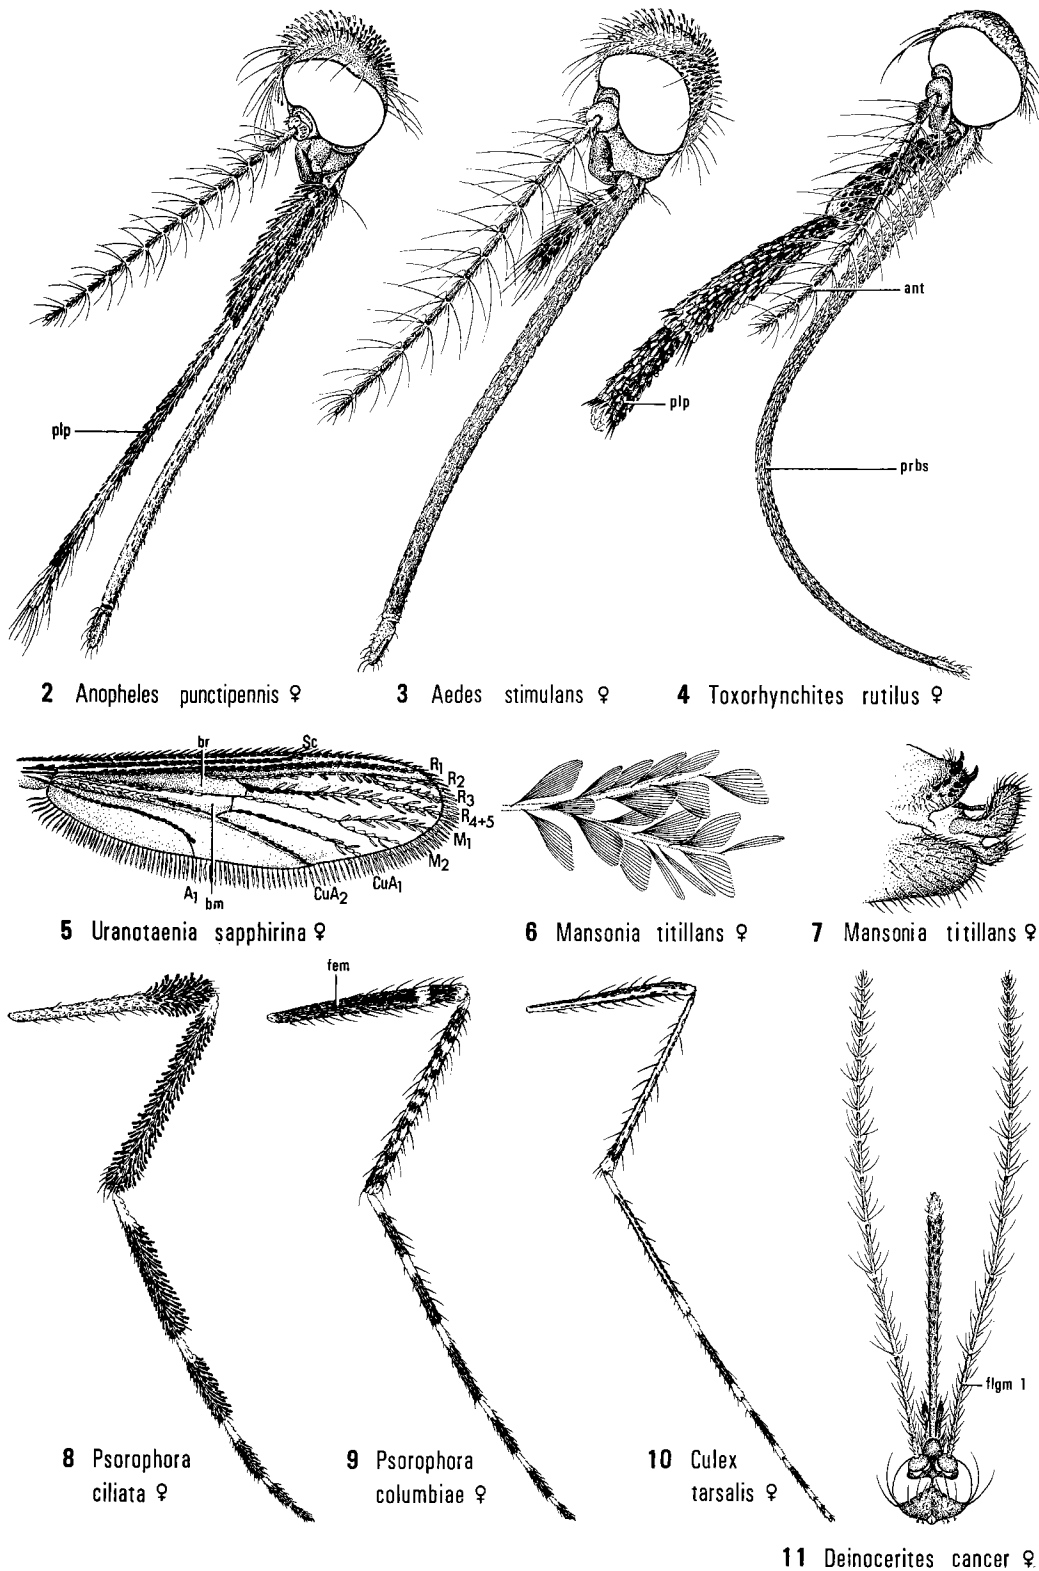 ant
plp
plp
prbs
2 Anopheles punctipennis ♀
3 Aedes stimulans ♀
4 Toxorhynchites rutilus ♀
br
Sc
R1
R2
R3
R4+5
M1
M2
CuA1
CuA2
A1
bm
5 Uranotaenia sapphirina ♀
6 Mansonia titillans ♀
7 Mansonia titillans ♀
fem
flgm 1
8 Psorophora
ciliata ♀
9 Psorophora
columbiae ♀
10 Culex
tarsalis ♀
11 Deinocerites cancer ♀